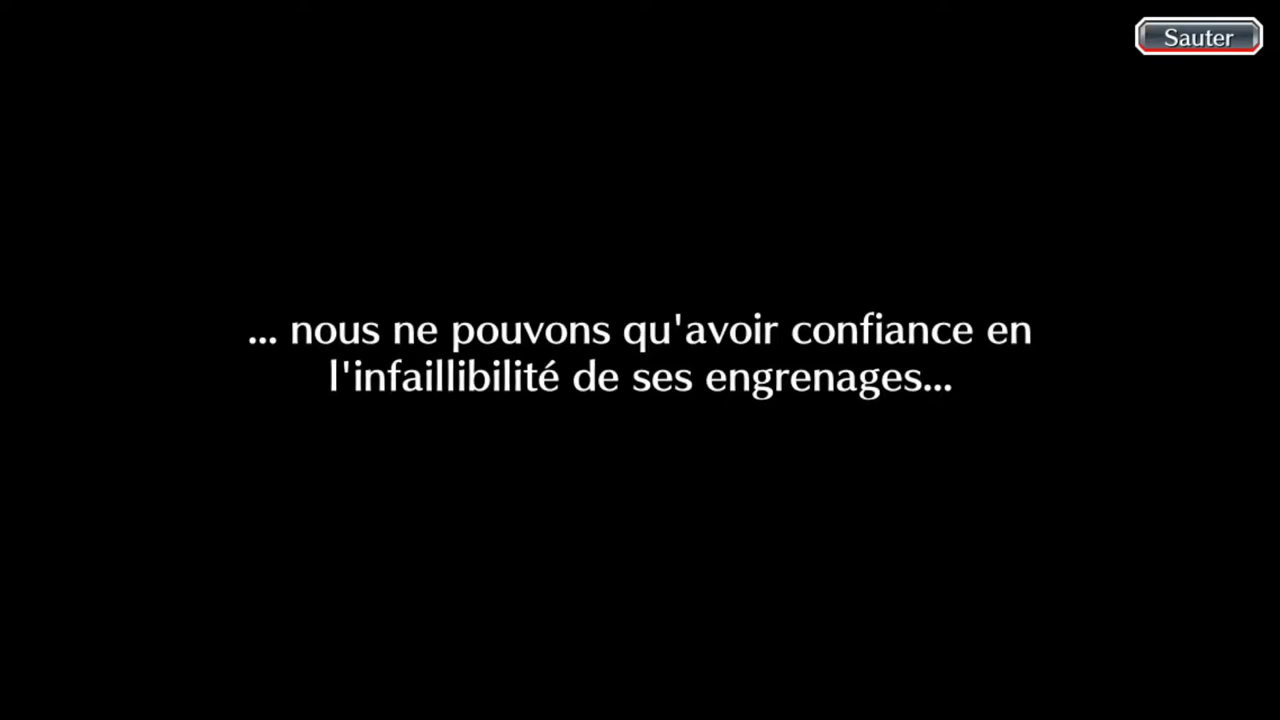 Sauter
... nous ne pouvons qu'avoir confiance en
l'infaillibilité de ses engrenages...